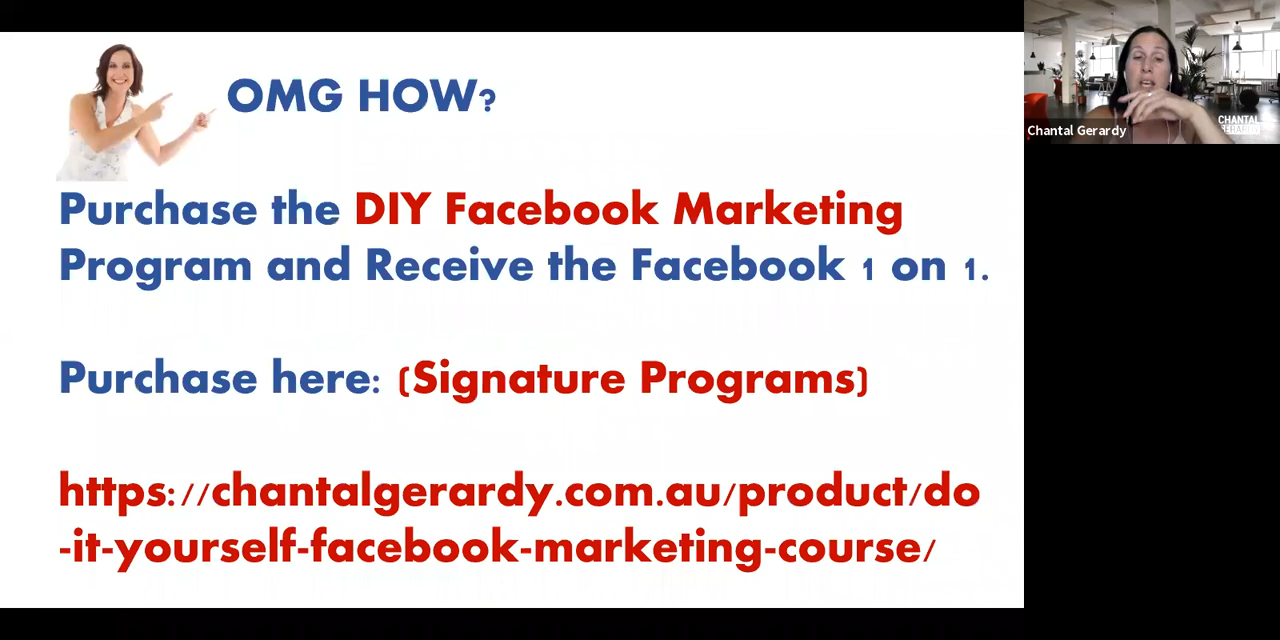 OMG HOW?
Purchase the DIY Facebook Marketing
Program and Receive the Facebook 1 on 1.
Purchase here: (Signature Programs)
https://chantalgerardy.com.au/product/do
-it-yourself-facebook-marketing-course/
Chantal Gerardy
CHANTAL
GERARDY